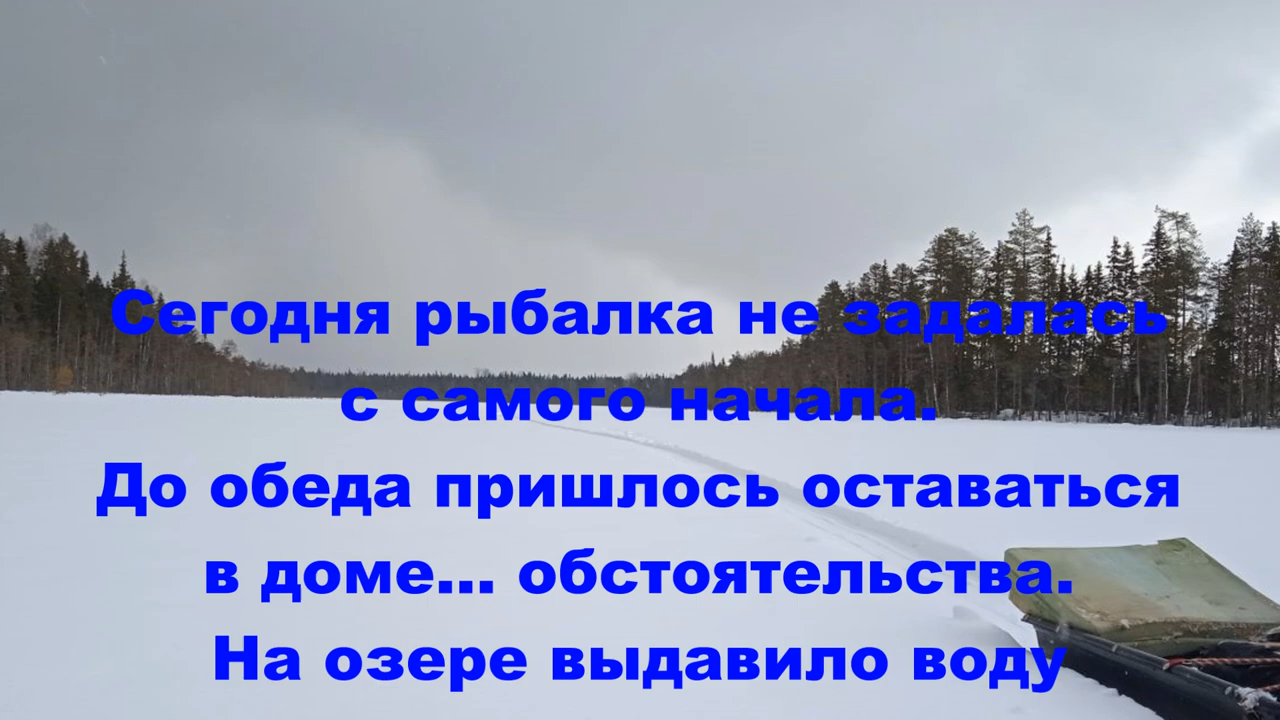 Сегодня рыбалка не задалась
с самого начала.
До обеда пришлось оставаться
в доме... обстоятельства.
На озере выдавило воду